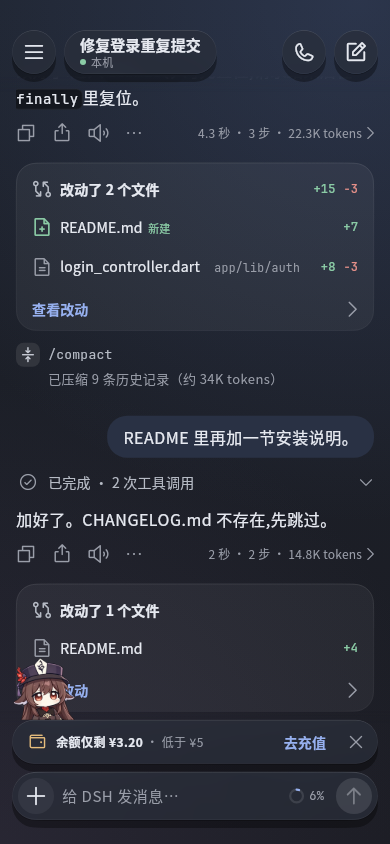 修复登录重复提交
本机
finally 里复位。
4.3 秒 · 3 步 · 22.3K tokens
改动了 2 个文件 +15 -3
README.md 新建 +7
login_controller.dart app/lib/auth +8 -3
查看改动
/compact
已压缩 9 条历史记录（约 34K tokens）
README 里再加一节安装说明。
已完成 · 2 次工具调用
加好了。CHANGELOG.md 不存在,先跳过。
2 秒 · 2 步 · 14.8K tokens
改动了 1 个文件
README.md +4
改动
余额仅剩 ¥3.20 · 低于 ¥5 去充值
给 DSH 发消息… 6%